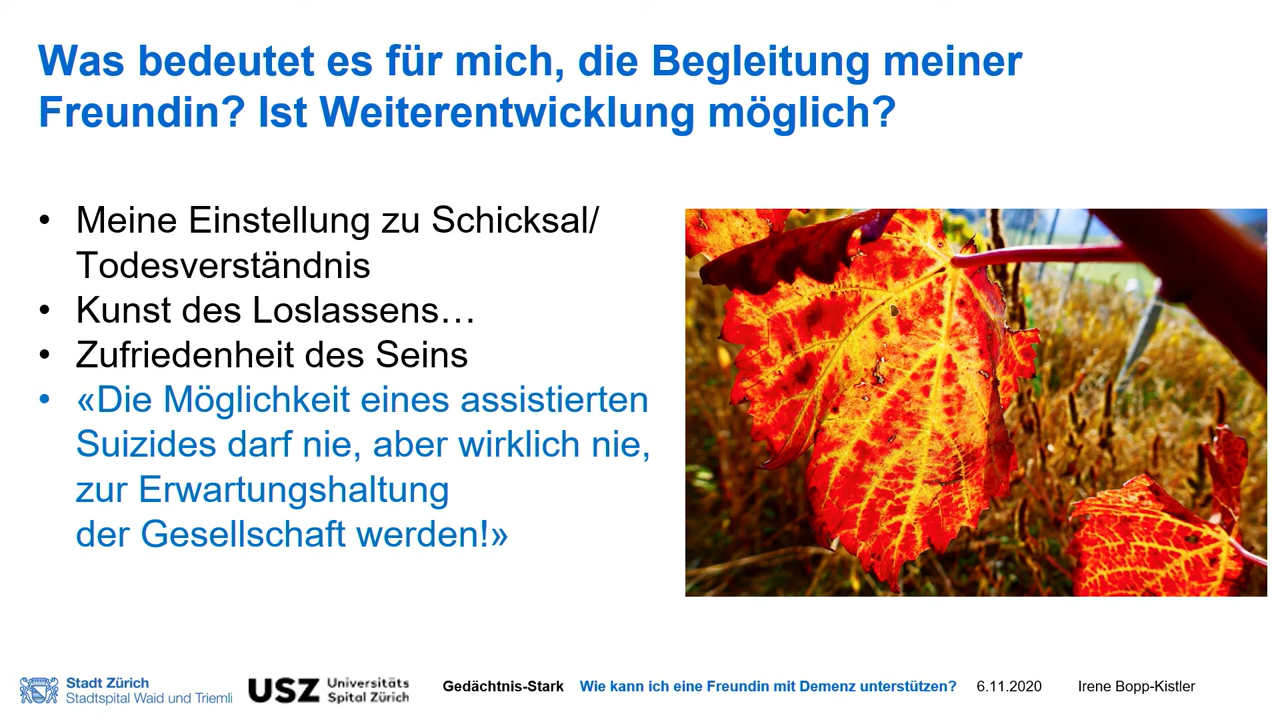 Was bedeutet es für mich, die Begleitung meiner
Freundin? Ist Weiterentwicklung möglich?
• Meine Einstellung zu Schicksal/
Todesverständnis
• Kunst des Loslassens…
• Zufriedenheit des Seins
• «Die Möglichkeit eines assistierten
Suizides darf nie, aber wirklich nie,
zur Erwartungshaltung
der Gesellschaft werden!»
Stadt Zürich
Stadtspital Waid und Triemli
USZ Universitäts
Spital Zürich
Gedächtnis-Stark Wie kann ich eine Freundin mit Demenz unterstützen? 6.11.2020 Irene Bopp-Kistler